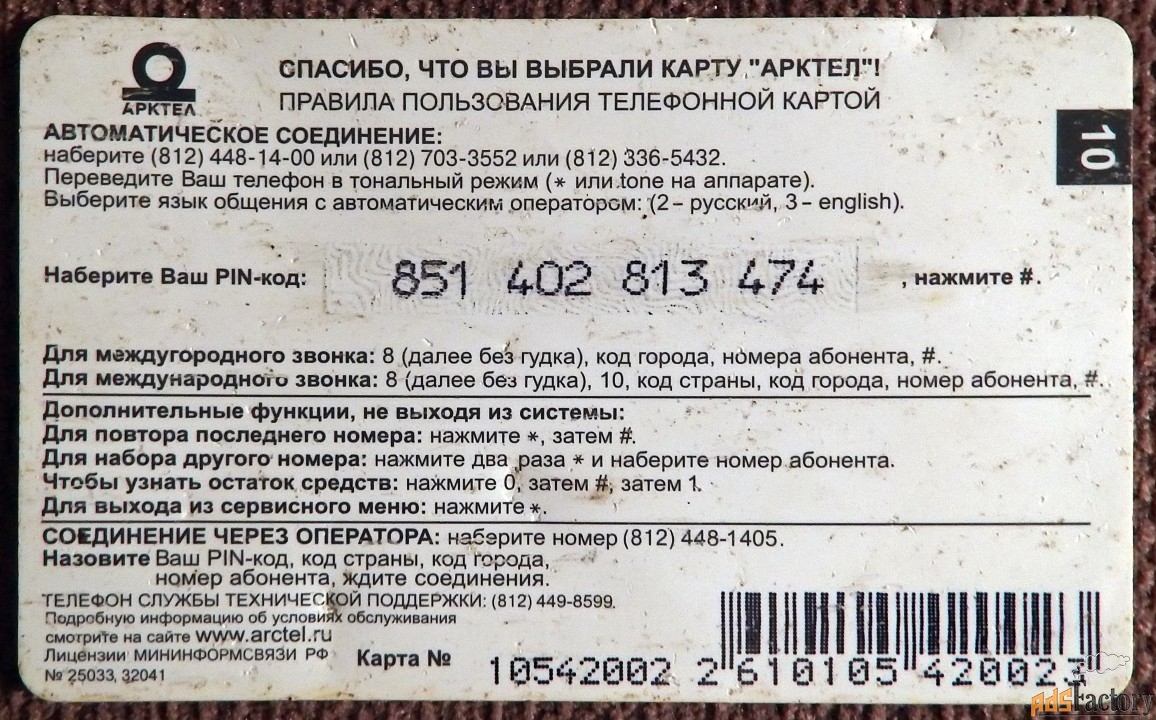 АРКТЕЛ
СПАСИБО, ЧТО ВЫ ВЫБРАЛИ КАРТУ "АРКТЕЛ"!
ПРАВИЛА ПОЛЬЗОВАНИЯ ТЕЛЕФОННОЙ КАРТОЙ
10
АВТОМАТИЧЕСКОЕ СОЕДИНЕНИЕ:
наберите (812) 448-14-00 или (812) 703-3552 или (812) 336-5432.
Переведите Ваш телефон в тональный режим (* или tone на аппарате).
Выберите язык общения с автоматическим оператором: (2 – русский, 3 – english).
Наберите Ваш PIN-код: 851 402 813 474 , нажмите #.
Для междугородного звонка: 8 (далее без гудка), код города, номера абонента, #.
Для международного звонка: 8 (далее без гудка), 10, код страны, код города, номер абонента, #.
Дополнительные функции, не выходя из системы:
Для повтора последнего номера: нажмите *, затем #.
Для набора другого номера: нажмите два раза * и наберите номер абонента.
Чтобы узнать остаток средств: нажмите 0, затем #, затем 1.
Для выхода из сервисного меню: нажмите *.
СОЕДИНЕНИЕ ЧЕРЕЗ ОПЕРАТОРА: наберите номер (812) 448-1405.
Назовите Ваш PIN-код, код страны, код города,
номер абонента, ждите соединения.
ТЕЛЕФОН СЛУЖБЫ ТЕХНИЧЕСКОЙ ПОДДЕРЖКИ: (812) 449-8599.
Подробную информацию об условиях обслуживания
смотрите на сайте www.arctel.ru
Лицензии МИНИНФОРМСВЯЗИ РФ
№ 25033, 32041
Карта № 10542002 2 610105 420023
AdsFactory